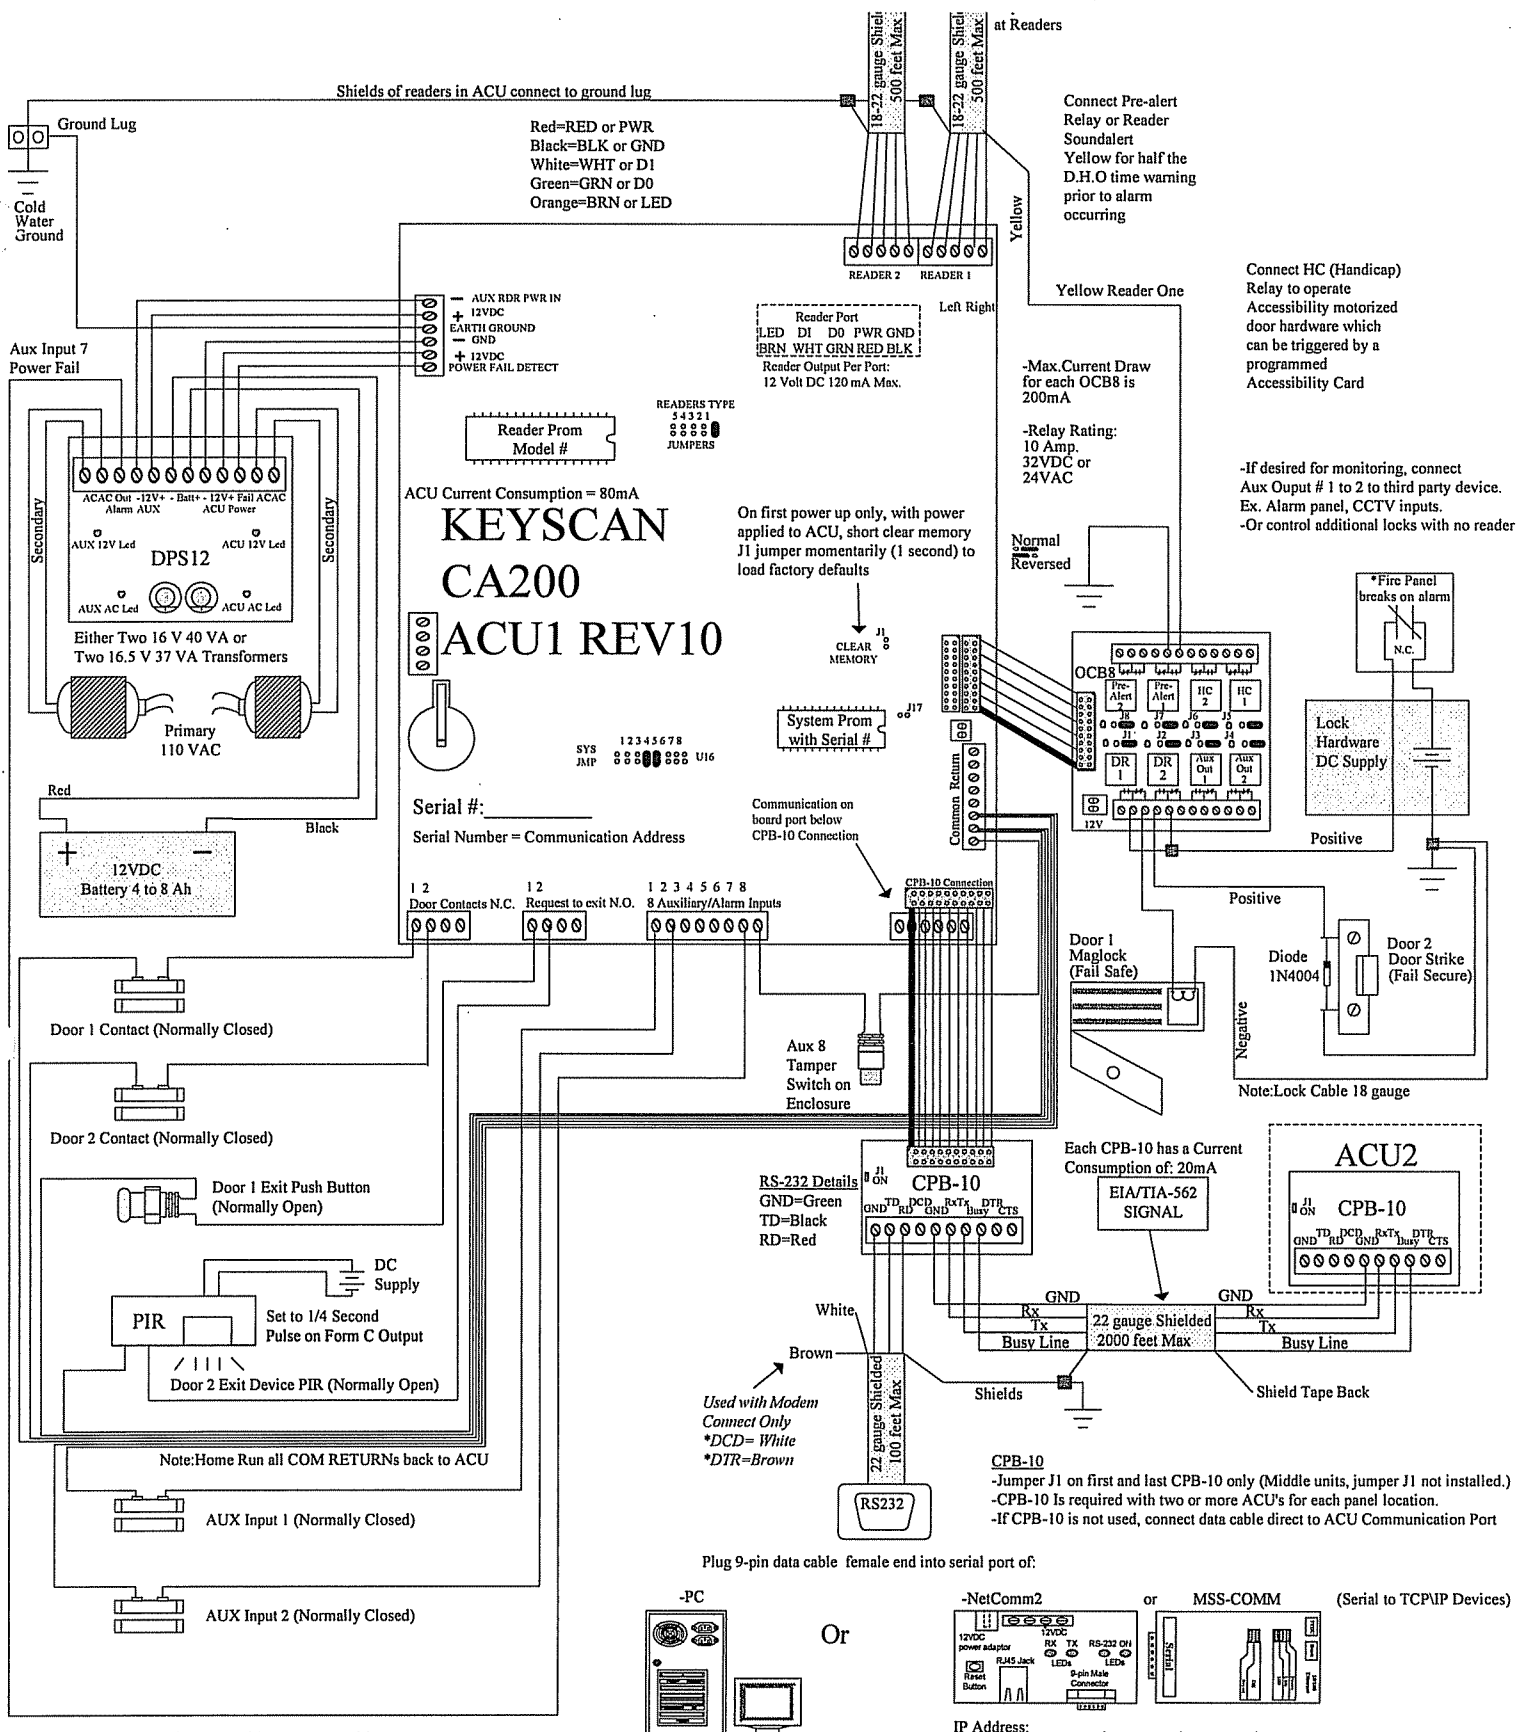 at Readers
18-22 gauge Shiel
500 feet Max
18-22 gauge Shiel
500 feet Max
Shields of readers in ACU connect to ground lug
Ground Lug
Cold
Water
Ground
Red=RED or PWR
Black=BLK or GND
White=WHT or D1
Green=GRN or D0
Orange=BRN or LED
Connect Pre-alert
Relay or Reader
Soundalert
Yellow for half the
D.H.O time warning
prior to alarm
occurring
Yellow
READER 2
READER 1
Left Right
Yellow Reader One
Connect HC (Handicap)
Relay to operate
Accessibility motorized
door hardware which
can be triggered by a
programmed
Accessibility Card
— AUX RDR PWR IN
+ 12VDC
EARTH GROUND
— GND
+ 12VDC
POWER FAIL DETECT
Reader Port
LED D1 D0 PWR GND
BRN WHT GRN RED BLK
Reader Output Per Port:
12 Volt DC 120 mA Max.
Aux Input 7
Power Fail
-Max.Current Draw
for each OCB8 is
200mA
-Relay Rating:
10 Amp.
32VDC or
24VAC
READERS TYPE
5 4 3 2 1
JUMPERS
Reader Prom
Model #
-If desired for monitoring, connect
Aux Ouput # 1 to 2 to third party device.
Ex. Alarm panel, CCTV inputs.
-Or control additional locks with no reader
ACAC Out -12V+ - Batt+ - 12V+ Fail ACAC
Alarm AUX ACU Power
Secondary
Secondary
AUX 12V Led
ACU 12V Led
DPS12
AUX AC Led
ACU AC Led
Either Two 16 V 40 VA or
Two 16.5 V 37 VA Transformers
Primary
110 VAC
ACU Current Consumption = 80mA
KEYSCAN
CA200
ACU1 REV10
On first power up only, with power
applied to ACU, short clear memory
J1 jumper momentarily (1 second) to
load factory defaults
Normal
Reversed
*Fire Panel
breaks on alarm
N.C.
J1
CLEAR
MEMORY
J17
System Prom
with Serial #
1 2 3 4 5 6 7 8
SYS
JMP
U16
OCB8
Pre-
Alert
2
Pre-
Alert
1
HC
2
HC
1
J8
J7
J6
J5
J1
J2
J3
J4
DR
1
DR
2
Aux
Out
1
Aux
Out
2
12V
Lock
Hardware
DC Supply
Common Return
Red
Black
+ —
12VDC
Battery 4 to 8 Ah
Serial #:
Serial Number = Communication Address
Communication on
board port below
CPB-10 Connection
Positive
Positive
CPB-10 Connection
1 2
Door Contacts N.C.
1 2
Request to exit N.O.
1 2 3 4 5 6 7 8
8 Auxiliary/Alarm Inputs
Door 1
Maglock
(Fail Safe)
Diode
1N4004
Door 2
Door Strike
(Fail Secure)
Negative
Door 1 Contact (Normally Closed)
Aux 8
Tamper
Switch on
Enclosure
Note:Lock Cable 18 gauge
Door 2 Contact (Normally Closed)
Door 1 Exit Push Button
(Normally Open)
RS-232 Details
GND=Green
TD=Black
RD=Red
J1
ON
CPB-10
GND TD RD DCD GND RxTx Busy DTR CTS
Each CPB-10 has a Current
Consumption of: 20mA
EIA/TIA-562
SIGNAL
ACU2
J1
ON
CPB-10
GND TD RD DCD GND RxTx Busy DTR CTS
DC
Supply
PIR
Set to 1/4 Second
Pulse on Form C Output
Door 2 Exit Device PIR (Normally Open)
White
Brown
GND
Rx
Tx
Busy Line
22 gauge Shielded
2000 feet Max
GND
Rx
Tx
Busy Line
Shields
Shield Tape Back
Used with Modem
Connect Only
*DCD= White
*DTR=Brown
22 gauge Shielded
100 feet Max
RS232
Note:Home Run all COM RETURNs back to ACU
CPB-10
-Jumper J1 on first and last CPB-10 only (Middle units, jumper J1 not installed.)
-CPB-10 Is required with two or more ACU's for each panel location.
-If CPB-10 is not used, connect data cable direct to ACU Communication Port
AUX Input 1 (Normally Closed)
AUX Input 2 (Normally Closed)
Plug 9-pin data cable female end into serial port of:
-PC
Or
-NetComm2
or
MSS-COMM
(Serial to TCP\IP Devices)
12VDC
power adaptor
12VDC
RX TX
LEDs
RS-232 ON
LEDs
Reset
Button
RJ45 Jack
9-pin Male
Connector
Serial
IP Address: